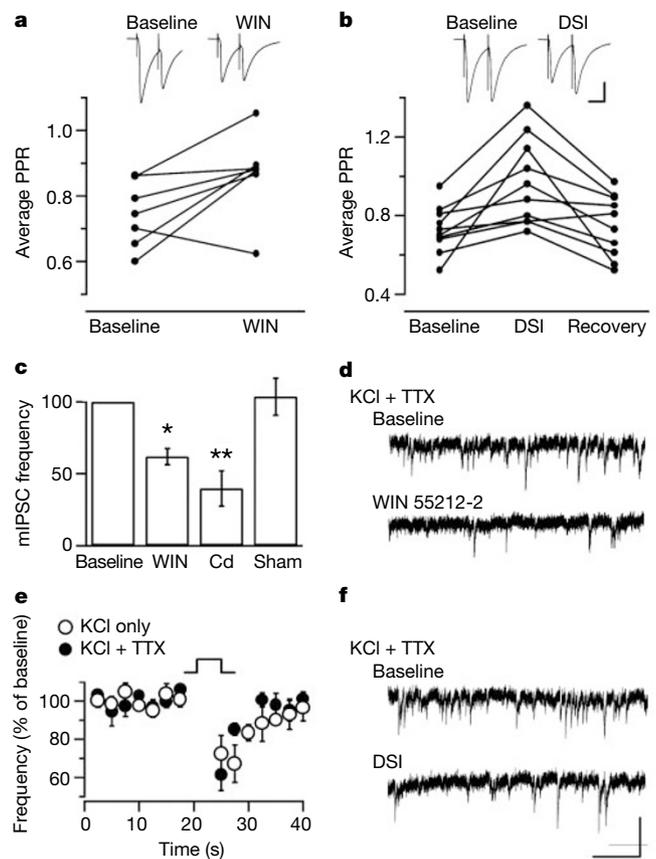 a
Baseline WIN
1.0
0.8
0.6
Average PPR
Baseline WIN
b
Baseline DSI
1.2
0.8
0.4
Average PPR
Baseline DSI Recovery
c
100
50
0
mIPSC frequency
*
**
Baseline WIN Cd Sham
d
KCl + TTX
Baseline
WIN 55212-2
e
KCl only
KCl + TTX
100
80
60
Frequency (% of baseline)
0 10 20 30 40
Time (s)
f
KCl + TTX
Baseline
DSI